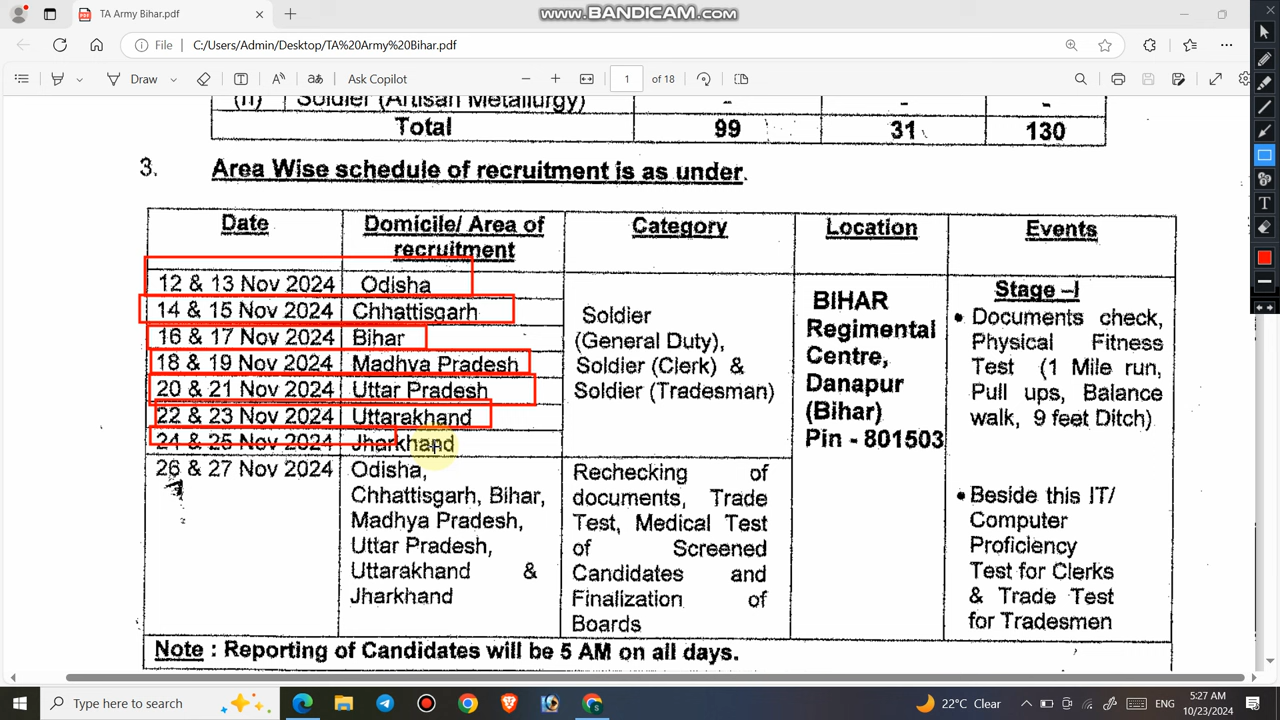 TA Army Bihar.pdf
www.BANDICAM.com
File C:/Users/Admin/Desktop/TA%20Army%20Bihar.pdf
Draw Ask Copilot 1 of 18
(n) Soldier (Artisan Metallurgy) - - -
Total 99 31 130
3. Area Wise schedule of recruitment is as under.
Date Domicile/ Area of recruitment Category Location Events
12 & 13 Nov 2024 Odisha
14 & 15 Nov 2024 Chhattisgarh
16 & 17 Nov 2024 Bihar
18 & 19 Nov 2024 Madhya Pradesh
20 & 21 Nov 2024 Uttar Pradesh
22 & 23 Nov 2024 Uttarakhand
24 & 25 Nov 2024 Jharkhand
Soldier
(General Duty),
Soldier (Clerk) &
Soldier (Tradesman)
26 & 27 Nov 2024 Odisha,
Chhattisgarh, Bihar,
Madhya Pradesh,
Uttar Pradesh,
Uttarakhand &
Jharkhand
Rechecking of
documents, Trade
Test, Medical Test
of Screened
Candidates and
Finalization of
Boards
BIHAR
Regimental
Centre,
Danapur
(Bihar)
Pin - 801503
Stage –I
• Documents check,
Physical Fitness
Test (1 Mile run,
Pull ups, Balance
walk, 9 feet Ditch)
• Beside this IT/
Computer
Proficiency
Test for Clerks
& Trade Test
for Tradesmen
Note : Reporting of Candidates will be 5 AM on all days.
Type here to search
22°C Clear
5:27 AM
10/23/2024